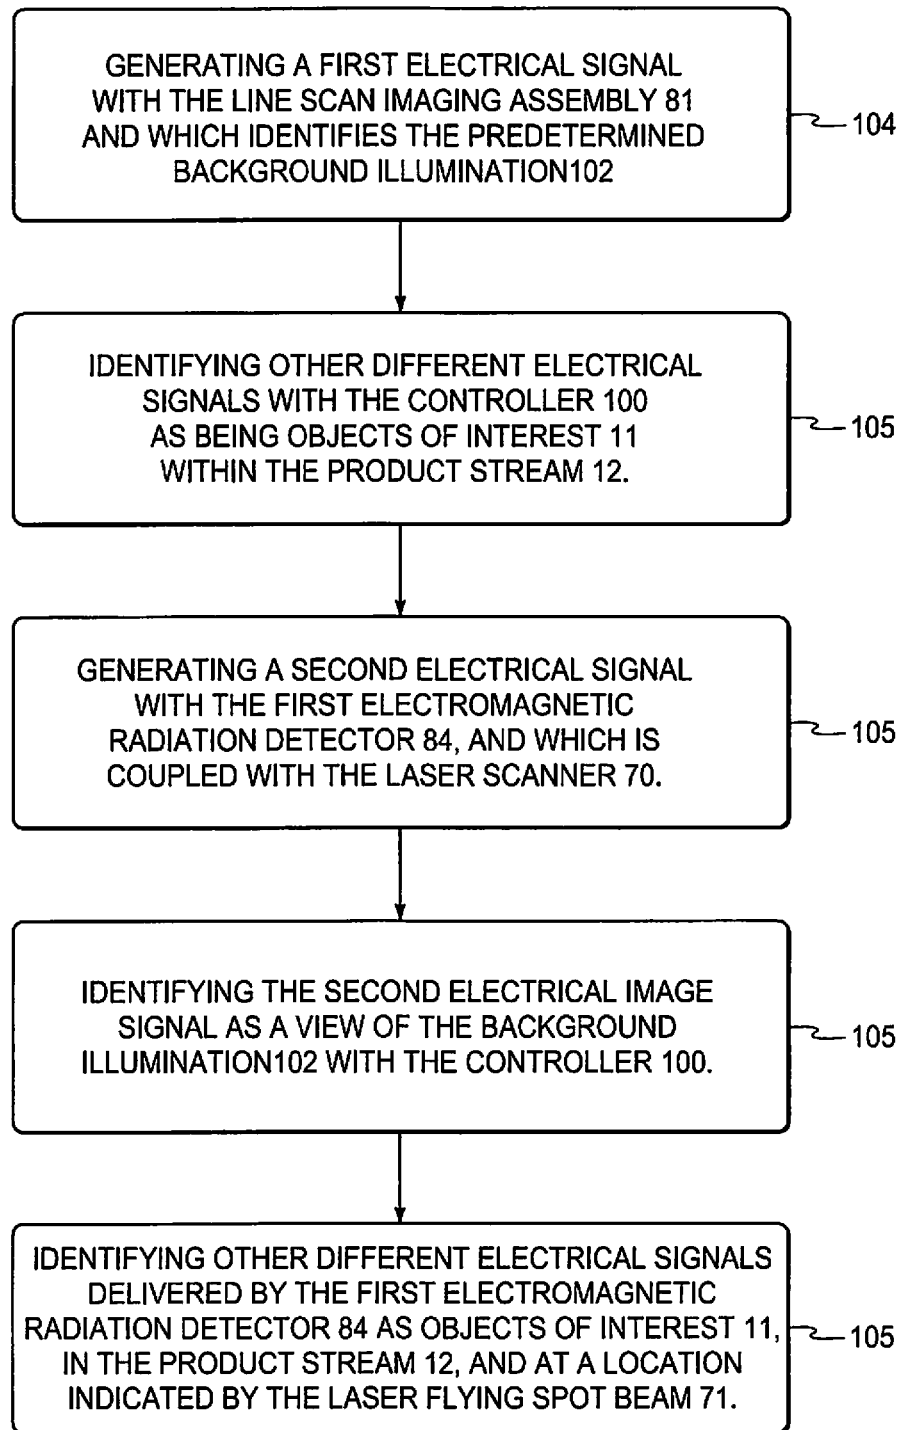 GENERATING A FIRST ELECTRICAL SIGNAL
WITH THE LINE SCAN IMAGING ASSEMBLY 81
AND WHICH IDENTIFIES THE PREDETERMINED
BACKGROUND ILLUMINATION102
104
IDENTIFYING OTHER DIFFERENT ELECTRICAL
SIGNALS WITH THE CONTROLLER 100
AS BEING OBJECTS OF INTEREST 11
WITHIN THE PRODUCT STREAM 12.
105
GENERATING A SECOND ELECTRICAL SIGNAL
WITH THE FIRST ELECTROMAGNETIC
RADIATION DETECTOR 84, AND WHICH IS
COUPLED WITH THE LASER SCANNER 70.
105
IDENTIFYING THE SECOND ELECTRICAL IMAGE
SIGNAL AS A VIEW OF THE BACKGROUND
ILLUMINATION102 WITH THE CONTROLLER 100.
105
IDENTIFYING OTHER DIFFERENT ELECTRICAL SIGNALS
DELIVERED BY THE FIRST ELECTROMAGNETIC
RADIATION DETECTOR 84 AS OBJECTS OF INTEREST 11,
IN THE PRODUCT STREAM 12, AND AT A LOCATION
INDICATED BY THE LASER FLYING SPOT BEAM 71.
105